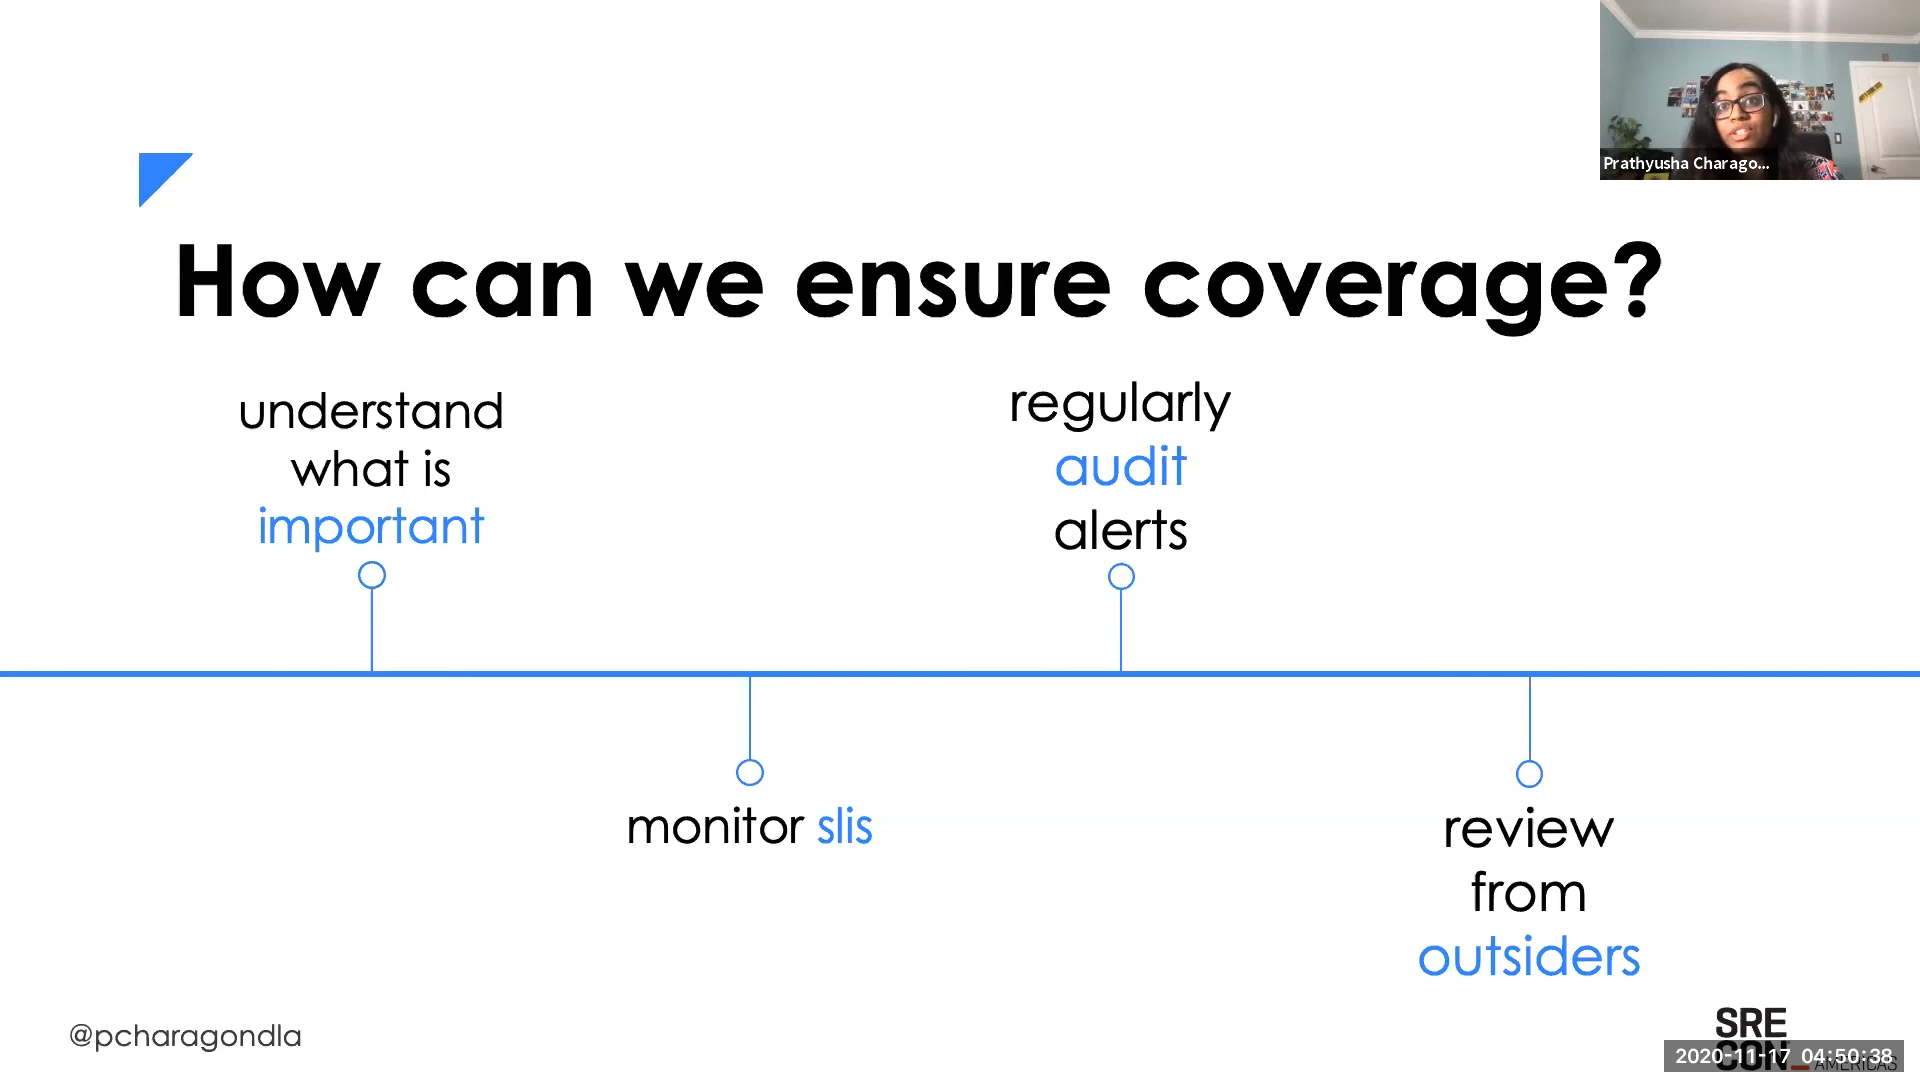 Prathyusha Charago...
How can we ensure coverage?
understand
what is
important
regularly
audit
alerts
monitor slis
review
from
outsiders
@pcharagondla
SRE
CON_AMERICAS
2020-11-17 04:50:38